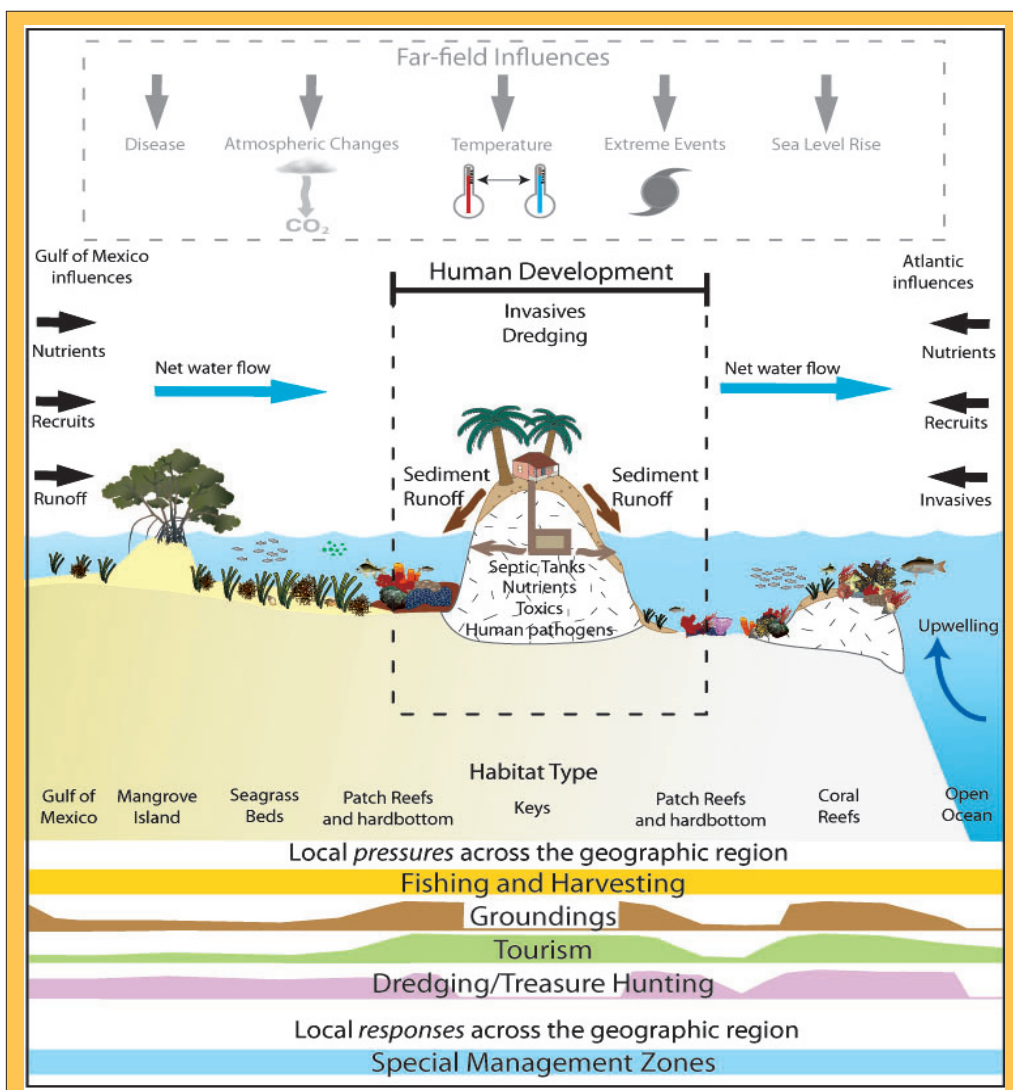 Far-field Influences
Disease
Atmospheric Changes
Temperature
Extreme Events
Sea Level Rise
CO₂
Gulf of Mexico
influences
Human Development
Atlantic
influences
Invasives
Dredging
Nutrients
Net water flow
Net water flow
Nutrients
Recruits
Recruits
Runoff
Sediment
Runoff
Sediment
Runoff
Invasives
Septic Tanks
Nutrients
Toxics
Human pathogens
Upwelling
Habitat Type
Gulf of
Mexico
Mangrove
Island
Seagrass
Beds
Patch Reefs
and hardbottom
Keys
Patch Reefs
and hardbottom
Coral
Reefs
Open
Ocean
Local pressures across the geographic region
Fishing and Harvesting
Groundings
Tourism
Dredging/Treasure Hunting
Local responses across the geographic region
Special Management Zones